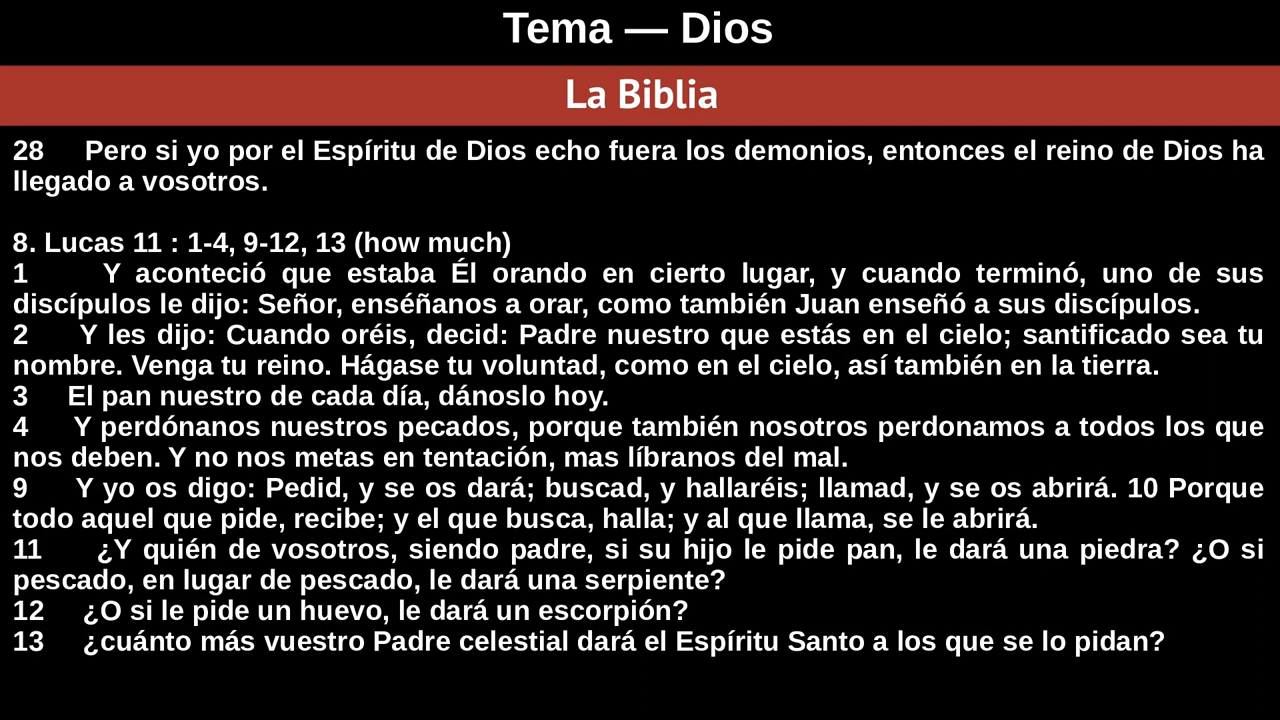 Tema — Dios
La Biblia
28 Pero si yo por el Espíritu de Dios echo fuera los demonios, entonces el reino de Dios ha
llegado a vosotros.
8. Lucas 11 : 1-4, 9-12, 13 (how much)
1 Y aconteció que estaba Él orando en cierto lugar, y cuando terminó, uno de sus
discípulos le dijo: Señor, enséñanos a orar, como también Juan enseñó a sus discípulos.
2 Y les dijo: Cuando oréis, decid: Padre nuestro que estás en el cielo; santificado sea tu
nombre. Venga tu reino. Hágase tu voluntad, como en el cielo, así también en la tierra.
3 El pan nuestro de cada día, dánoslo hoy.
4 Y perdónanos nuestros pecados, porque también nosotros perdonamos a todos los que
nos deben. Y no nos metas en tentación, mas líbranos del mal.
9 Y yo os digo: Pedid, y se os dará; buscad, y hallaréis; llamad, y se os abrirá. 10 Porque
todo aquel que pide, recibe; y el que busca, halla; y al que llama, se le abrirá.
11 ¿Y quién de vosotros, siendo padre, si su hijo le pide pan, le dará una piedra? ¿O si
pescado, en lugar de pescado, le dará una serpiente?
12 ¿O si le pide un huevo, le dará un escorpión?
13 ¿cuánto más vuestro Padre celestial dará el Espíritu Santo a los que se lo pidan?